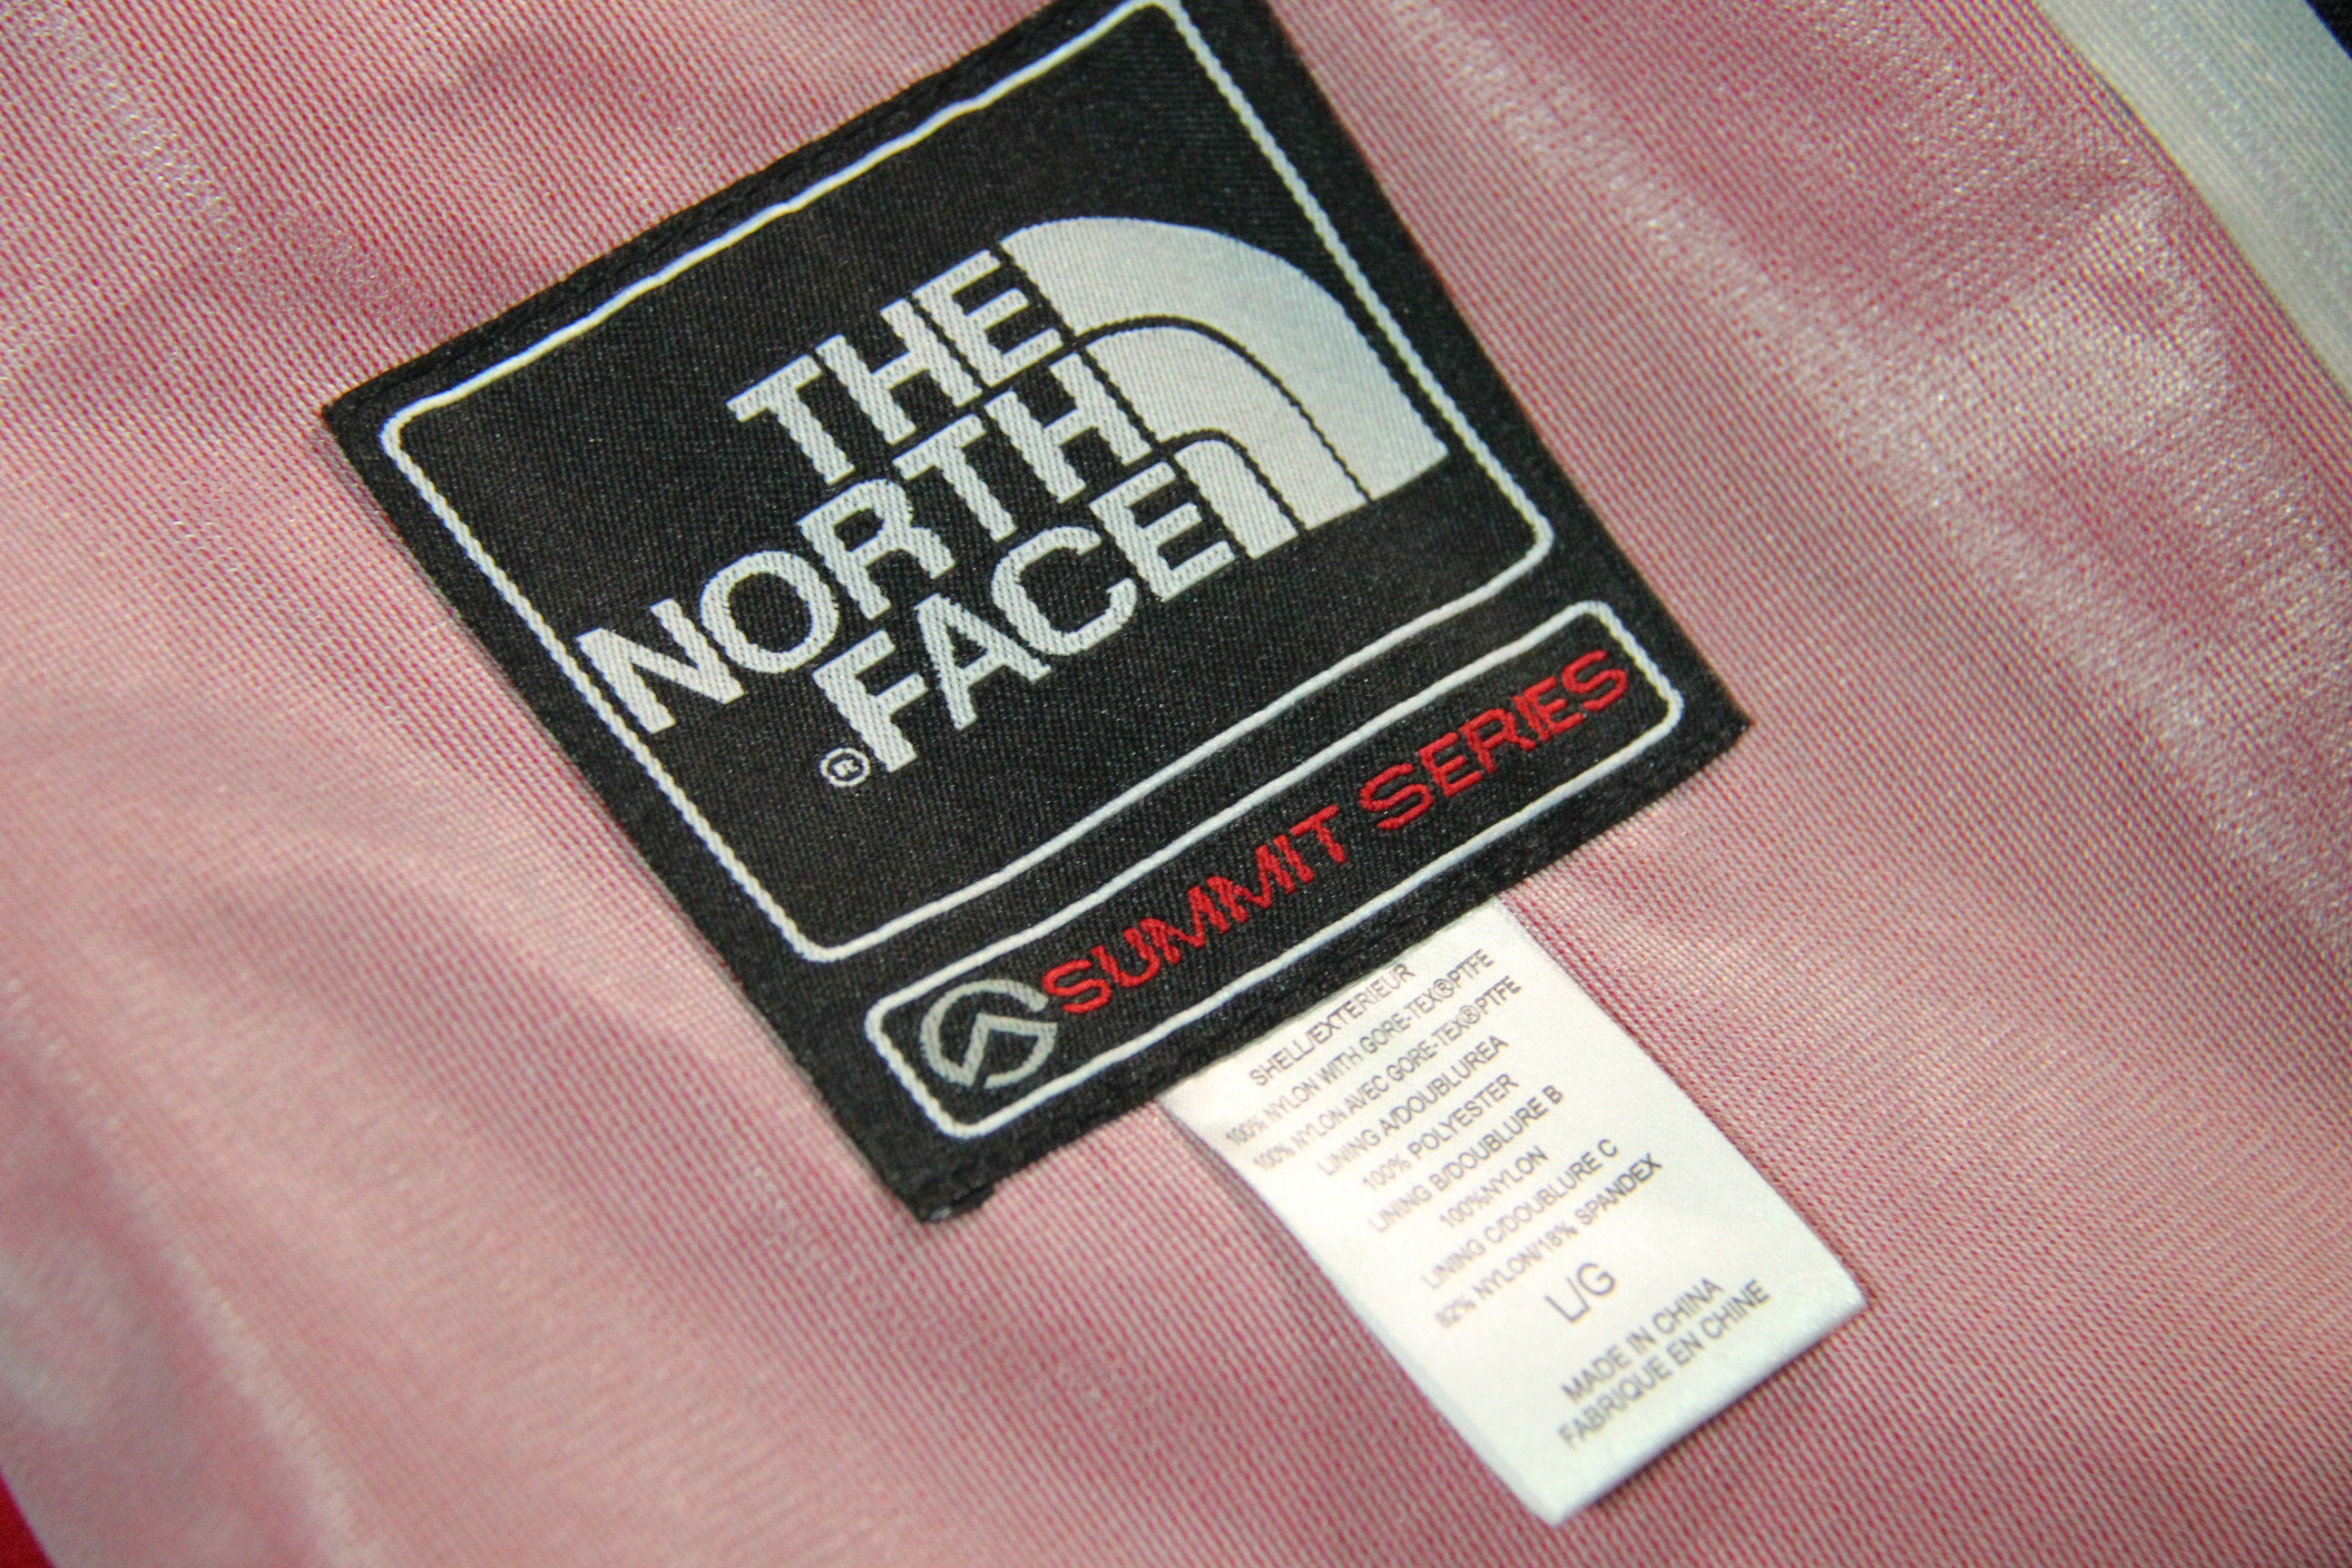 THE
NORTH
FACE
®
SUMMIT SERIES
SHELL/EXTERIEUR
100% NYLON WITH GORE-TEX®PTFE
100% NYLON AVEC GORE-TEX®PTFE
LINING A/DOUBLUREA
100% POLYESTER
LINING B/DOUBLURE B
100%NYLON
LINING C/DOUBLURE C
82% NYLON/18% SPANDEX
L/G
MADE IN CHINA
FABRIQUE EN CHINE